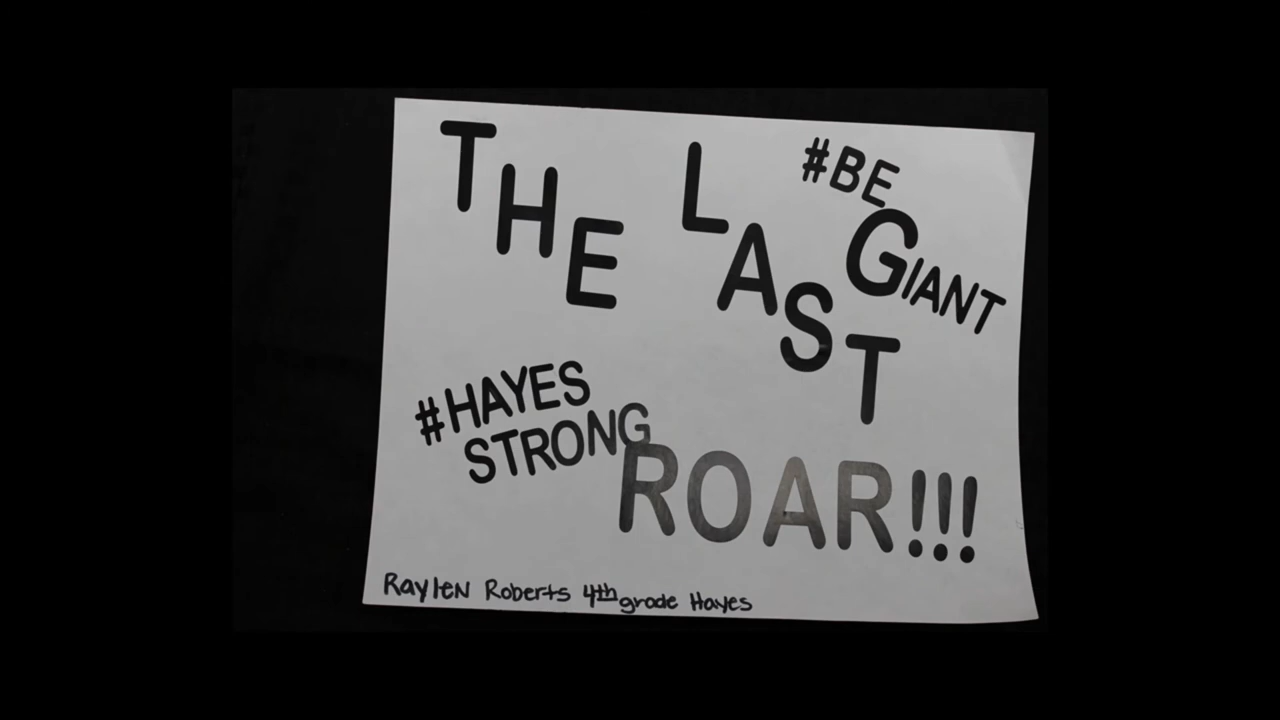 THE LAST
#BE
GIANT
#HAYES
STRONG
ROAR!!!
Raylen Roberts 4th grade Hayes